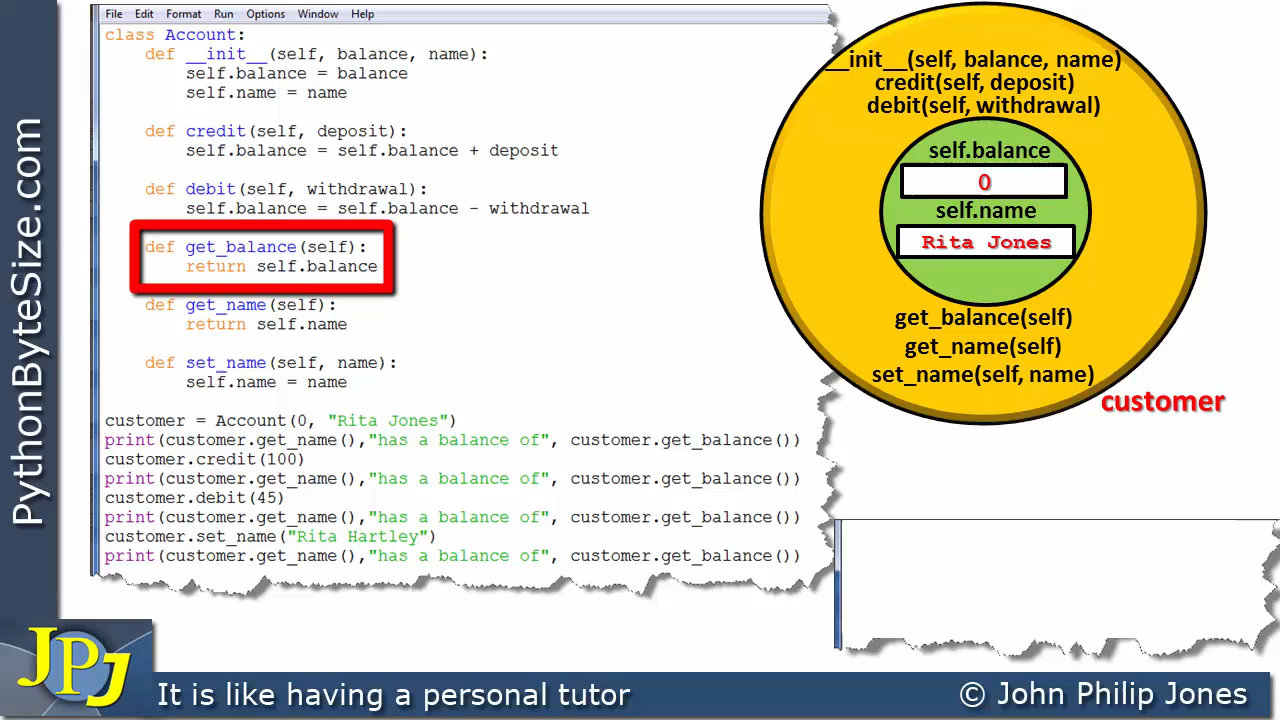 File Edit Format Run Options Window Help
class Account:
    def __init__(self, balance, name):
        self.balance = balance
        self.name = name
    def credit(self, deposit):
        self.balance = self.balance + deposit
    def debit(self, withdrawal):
        self.balance = self.balance - withdrawal
    def get_balance(self):
        return self.balance
    def get_name(self):
        return self.name
    def set_name(self, name):
        self.name = name
customer = Account(0, "Rita Jones")
print(customer.get_name(),"has a balance of", customer.get_balance())
customer.credit(100)
print(customer.get_name(),"has a balance of", customer.get_balance())
customer.debit(45)
print(customer.get_name(),"has a balance of", customer.get_balance())
customer.set_name("Rita Hartley")
print(customer.get_name(),"has a balance of", customer.get_balance())
__init__(self, balance, name)
credit(self, deposit)
debit(self, withdrawal)
self.balance
0
self.name
Rita Jones
get_balance(self)
get_name(self)
set_name(self, name)
customer
PythonByteSize.com
JPJ
It is like having a personal tutor
© John Philip Jones